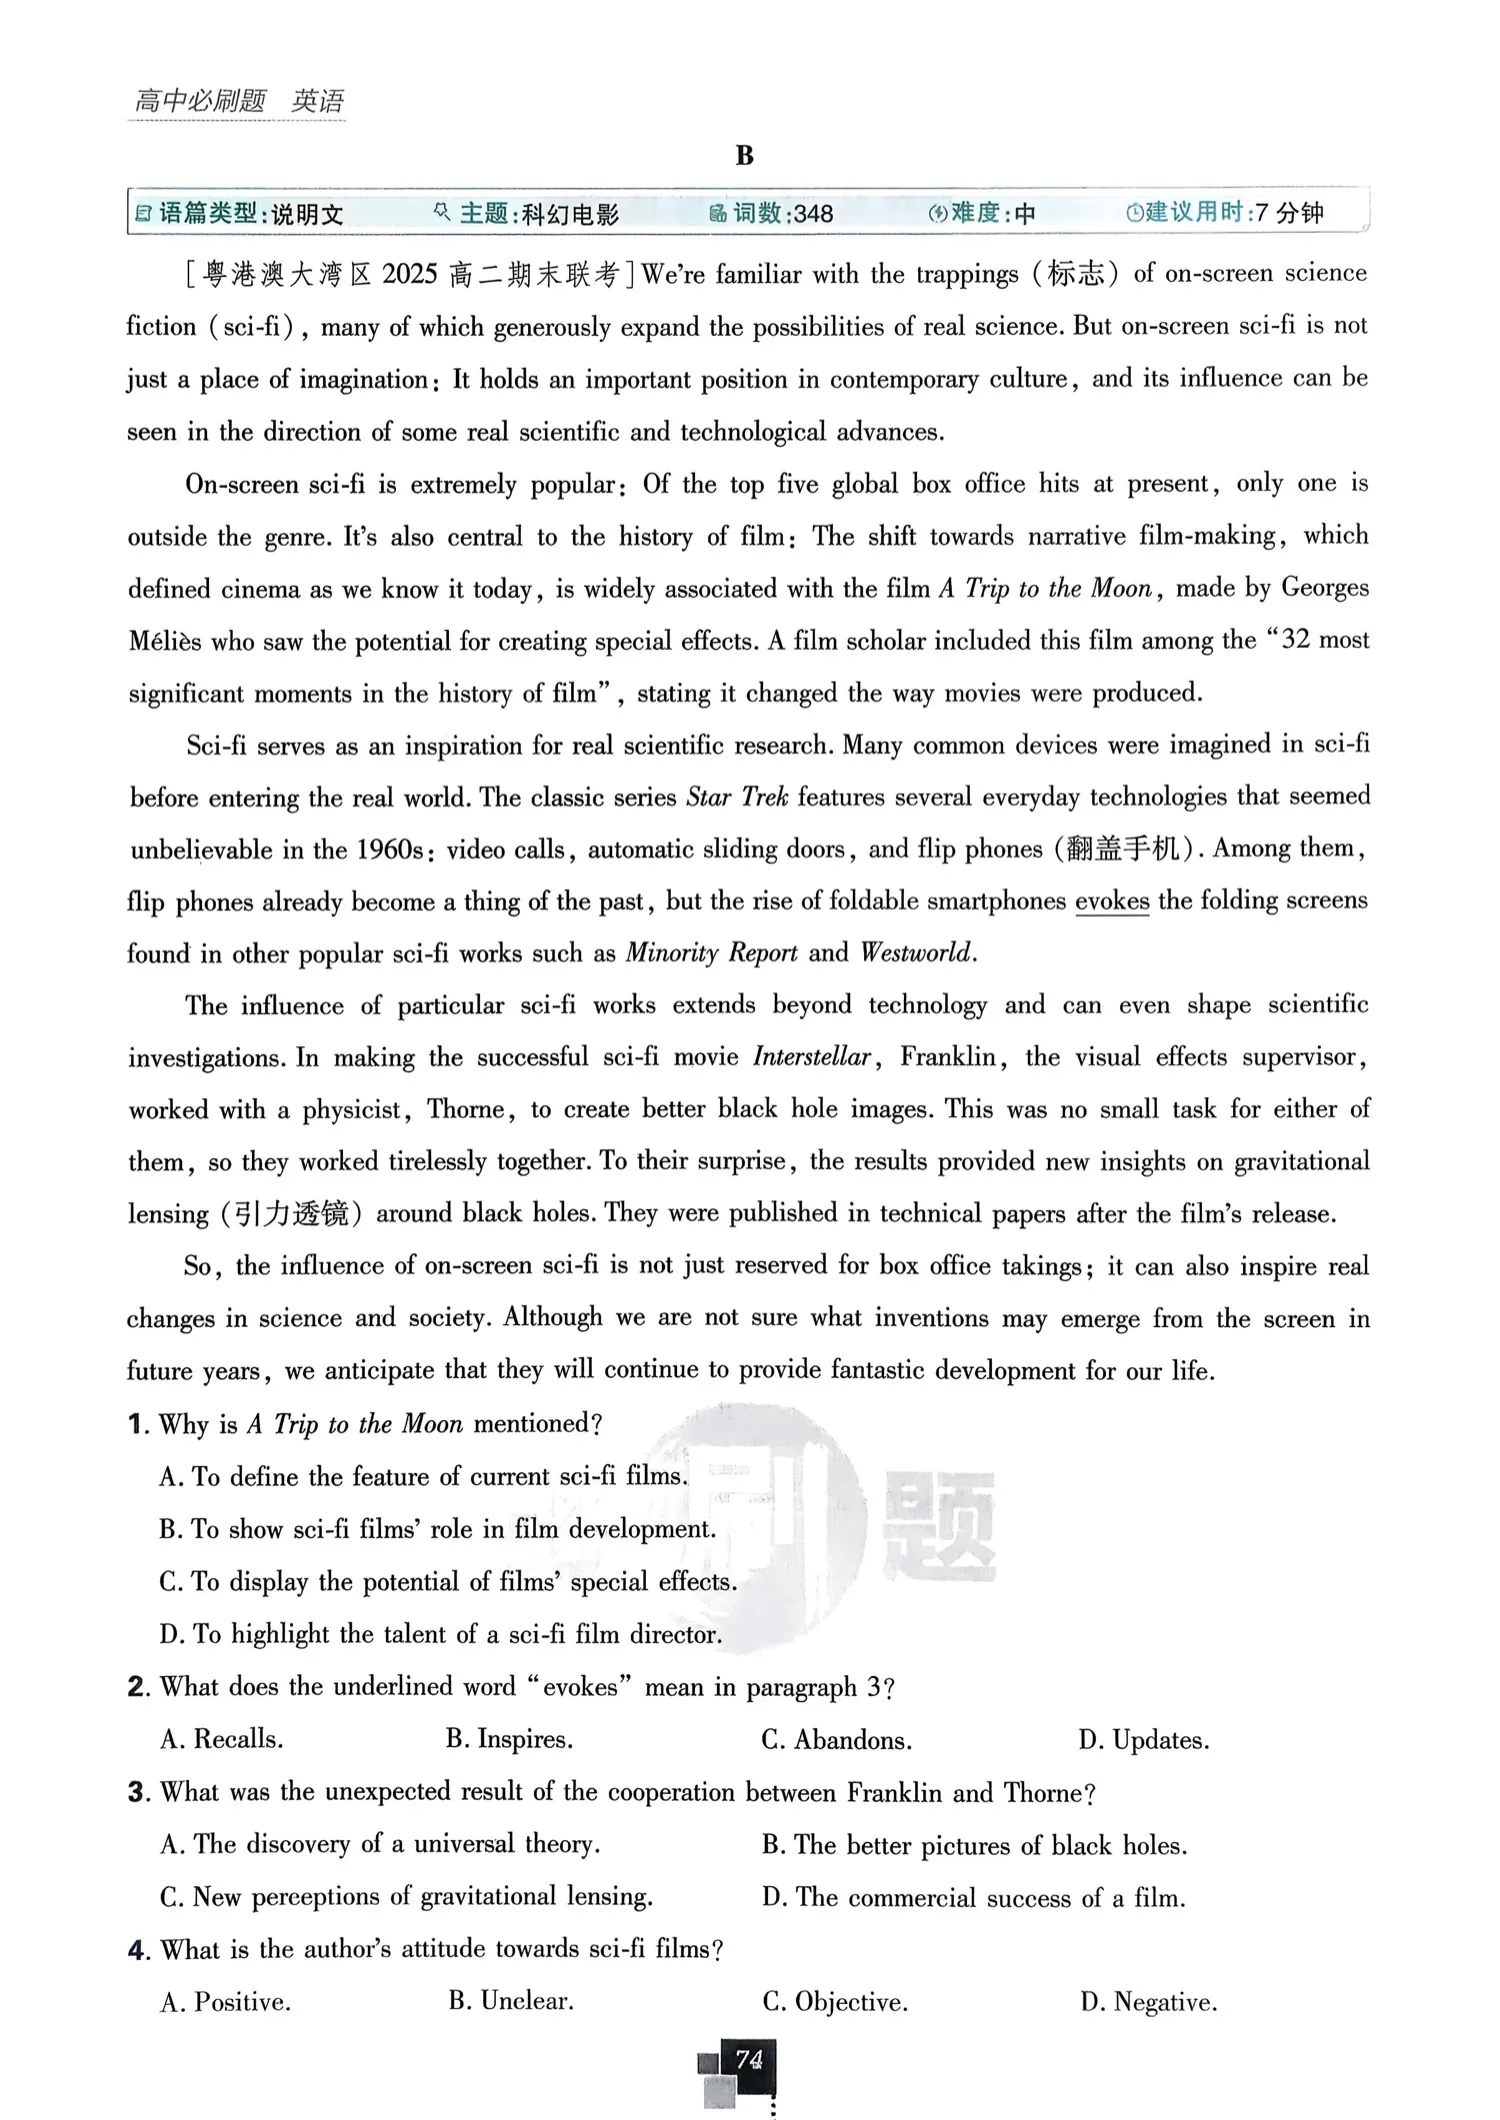 高中必刷题 英语
B
语篇类型:说明文 主题:科幻电影 词数:348 难度:中 建议用时:7 分钟
[粤港澳大湾区 2025 高二期末联考]We're familiar with the trappings (标志) of on-screen science
fiction (sci-fi), many of which generously expand the possibilities of real science. But on-screen sci-fi is not
just a place of imagination: It holds an important position in contemporary culture, and its influence can be
seen in the direction of some real scientific and technological advances.
On-screen sci-fi is extremely popular: Of the top five global box office hits at present, only one is
outside the genre. It's also central to the history of film: The shift towards narrative film-making, which
defined cinema as we know it today, is widely associated with the film A Trip to the Moon, made by Georges
Méliès who saw the potential for creating special effects. A film scholar included this film among the “32 most
significant moments in the history of film”, stating it changed the way movies were produced.
Sci-fi serves as an inspiration for real scientific research. Many common devices were imagined in sci-fi
before entering the real world. The classic series Star Trek features several everyday technologies that seemed
unbelievable in the 1960s: video calls, automatic sliding doors, and flip phones (翻盖手机). Among them,
flip phones already become a thing of the past, but the rise of foldable smartphones evokes the folding screens
found in other popular sci-fi works such as Minority Report and Westworld.
The influence of particular sci-fi works extends beyond technology and can even shape scientific
investigations. In making the successful sci-fi movie Interstellar, Franklin, the visual effects supervisor,
worked with a physicist, Thorne, to create better black hole images. This was no small task for either of
them, so they worked tirelessly together. To their surprise, the results provided new insights on gravitational
lensing (引力透镜) around black holes. They were published in technical papers after the film's release.
So, the influence of on-screen sci-fi is not just reserved for box office takings; it can also inspire real
changes in science and society. Although we are not sure what inventions may emerge from the screen in
future years, we anticipate that they will continue to provide fantastic development for our life.
1. Why is A Trip to the Moon mentioned?
A. To define the feature of current sci-fi films.
B. To show sci-fi films' role in film development.
C. To display the potential of films' special effects.
D. To highlight the talent of a sci-fi film director.
刷题
2. What does the underlined word “evokes” mean in paragraph 3?
A. Recalls. B. Inspires. C. Abandons. D. Updates.
3. What was the unexpected result of the cooperation between Franklin and Thorne?
A. The discovery of a universal theory. B. The better pictures of black holes.
C. New perceptions of gravitational lensing. D. The commercial success of a film.
4. What is the author's attitude towards sci-fi films?
A. Positive. B. Unclear. C. Objective. D. Negative.
74